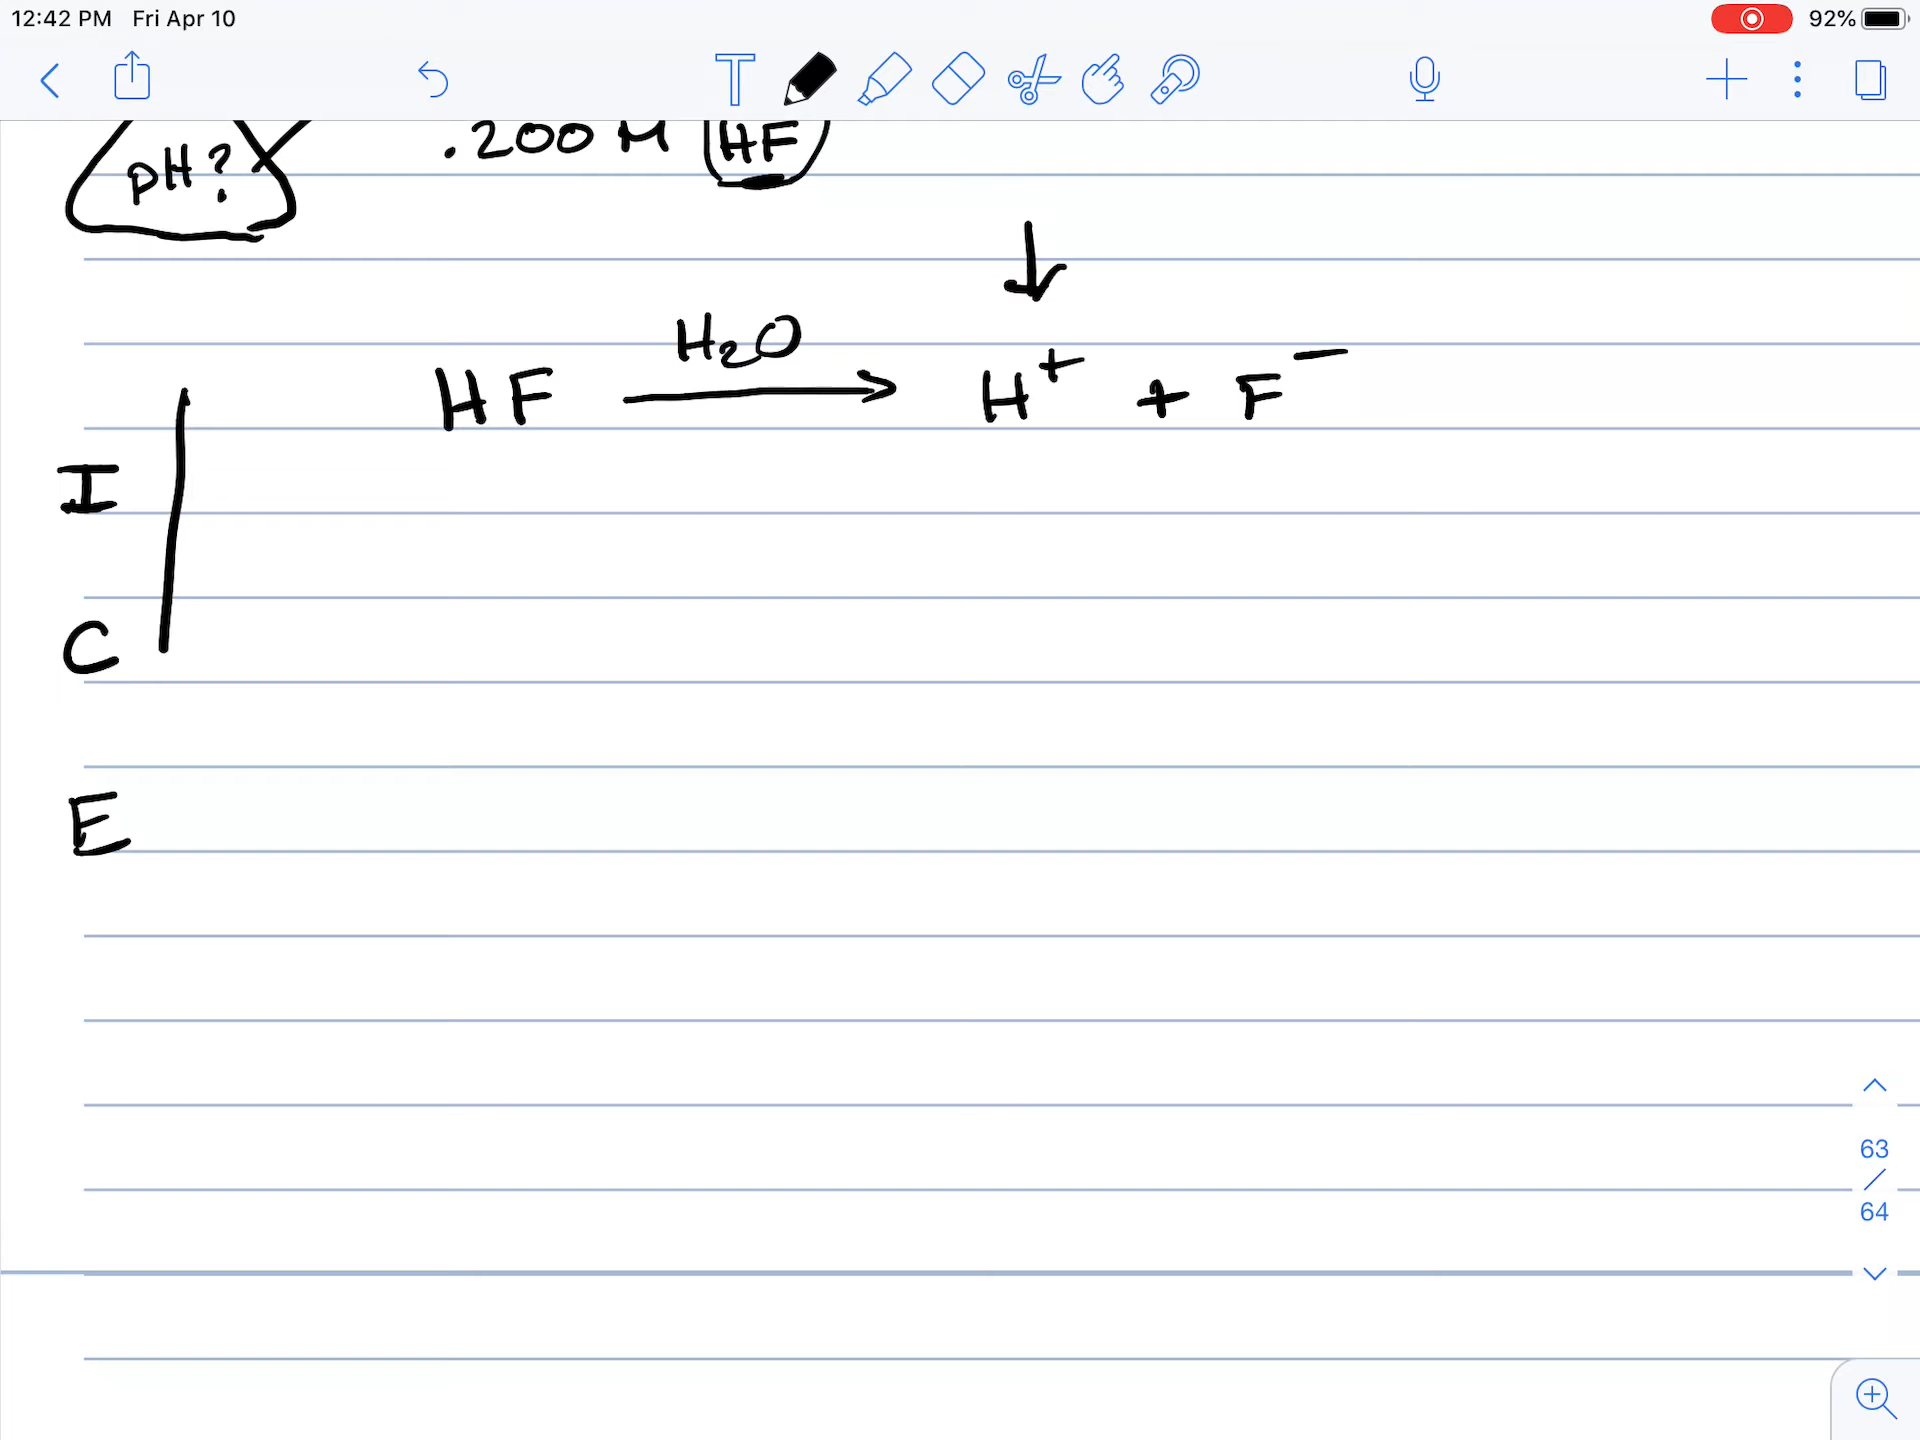 12:42 PM Fri Apr 10 92%
T
pH? .200 M HF
H₂O
HF → H⁺ + F⁻
I
C
E
63
/
64